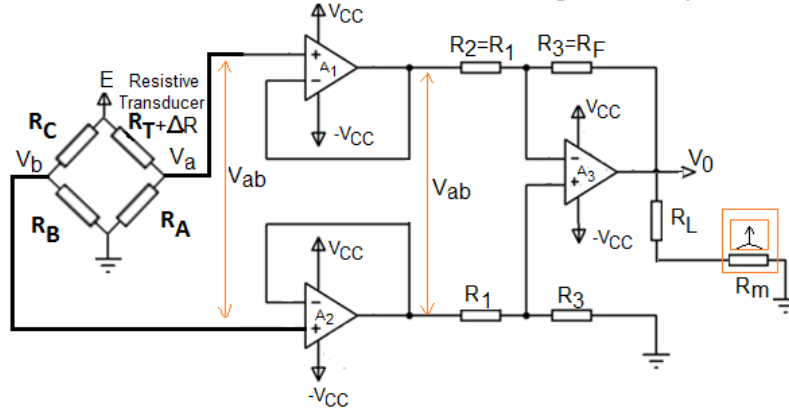 VCC
R2=R1
R3=RF
+
A1
−
E
Resistive
Transducer
RC
RT+ΔR
-VCC
VCC
Vb
Va
Vab
Vab
−
A3
+
V0
RB
RA
VCC
-VCC
RL
−
A2
+
R1
R3
Rm
-VCC